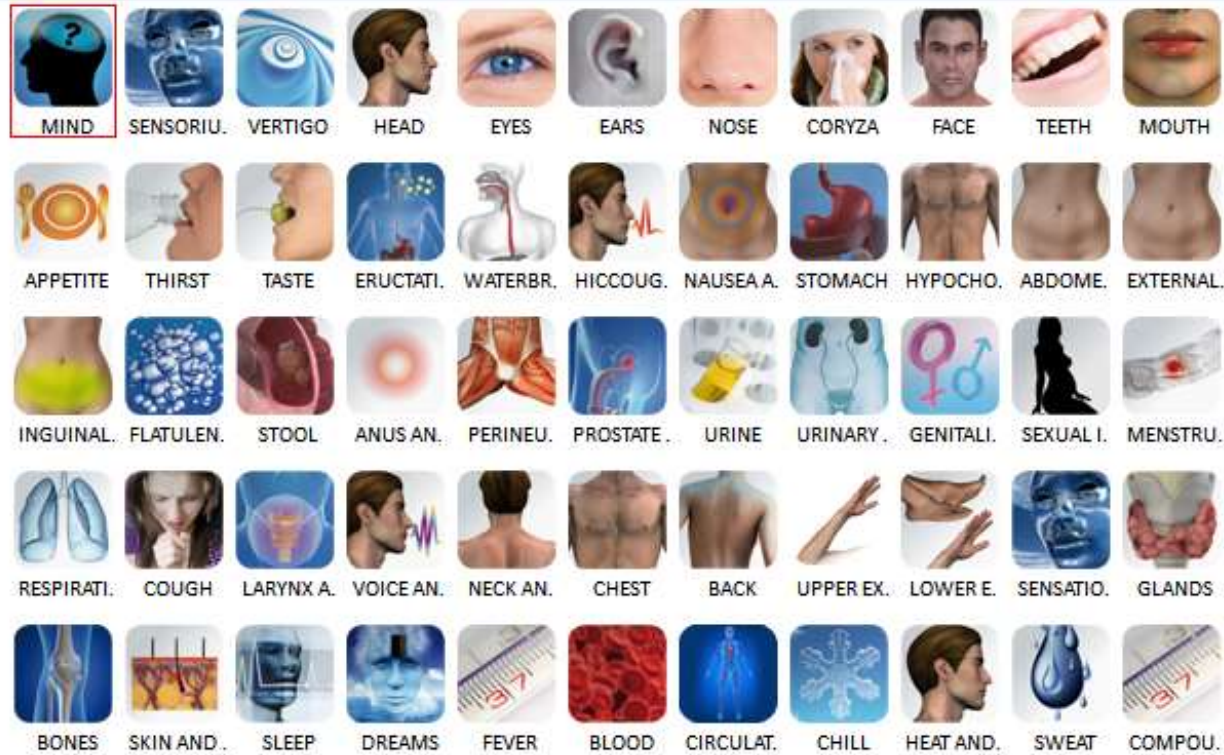 MIND SENSORIU. VERTIGO HEAD EYES EARS NOSE CORYZA FACE TEETH MOUTH
APPETITE THIRST TASTE ERUCTATI. WATERBR. HICCOUG. NAUSEA A. STOMACH HYPOCHO. ABDOME. EXTERNAL.
INGUINAL. FLATULEN. STOOL ANUS AN. PERINEU. PROSTATE . URINE URINARY . GENITALI. SEXUAL I. MENSTRU.
RESPIRATI. COUGH LARYNX A. VOICE AN. NECK AN. CHEST BACK UPPER EX. LOWER E. SENSATIO. GLANDS
BONES SKIN AND . SLEEP DREAMS FEVER BLOOD CIRCULAT. CHILL HEAT AND. SWEAT COMPOU.